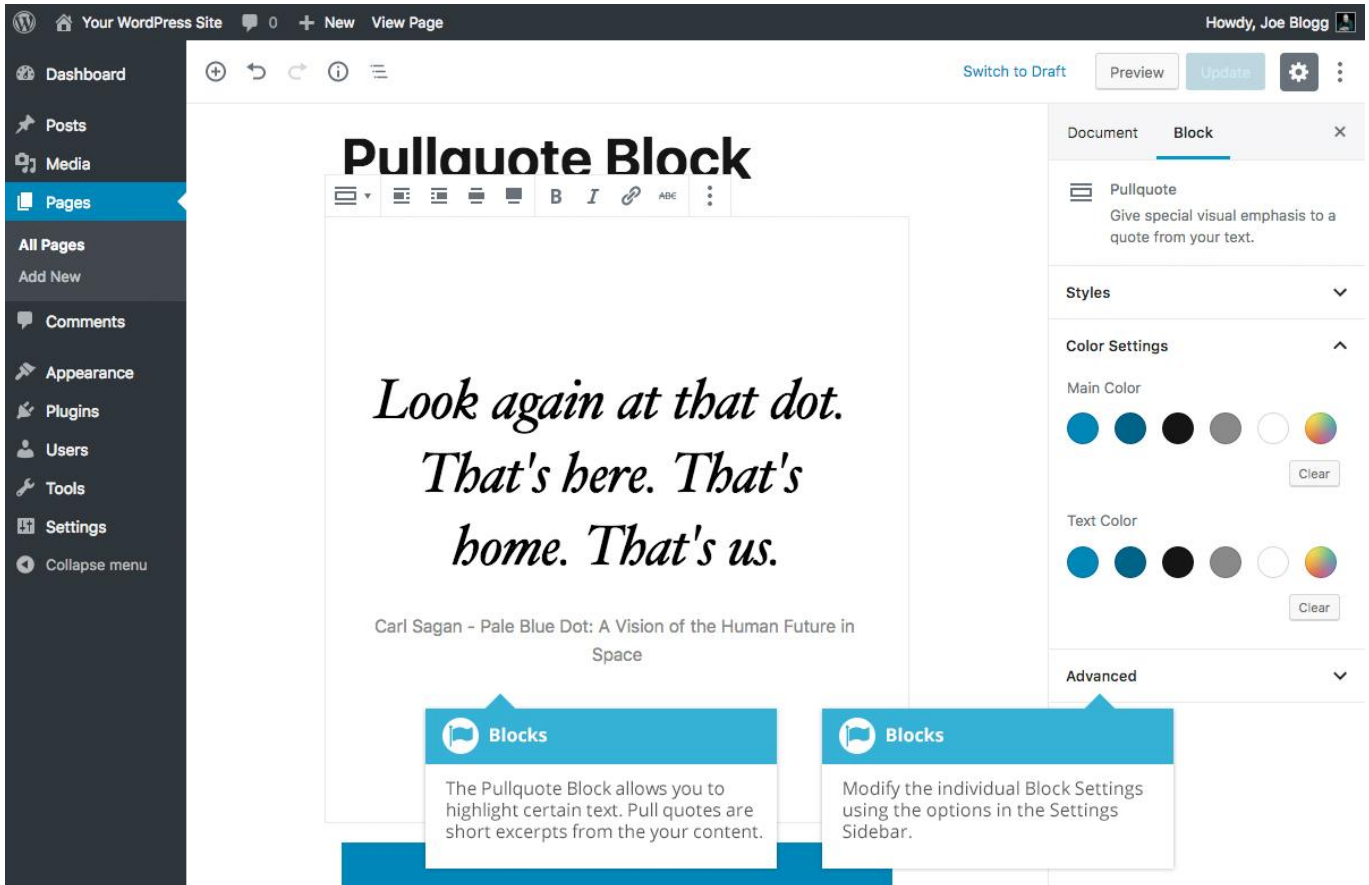 Your WordPress Site 0 New View Page Howdy, Joe Blogg
Dashboard
Posts
Media
Pages
All Pages
Add New
Comments
Appearance
Plugins
Users
Tools
Settings
Collapse menu
Switch to Draft Preview Update
Pullquote Block
B I ABC
Look again at that dot.
That's here. That's
home. That's us.
Carl Sagan - Pale Blue Dot: A Vision of the Human Future in
Space
Document Block
Pullquote
Give special visual emphasis to a
quote from your text.
Styles
Color Settings
Main Color
Clear
Text Color
Clear
Advanced
Blocks
The Pullquote Block allows you to
highlight certain text. Pull quotes are
short excerpts from the your content.
Blocks
Modify the individual Block Settings
using the options in the Settings
Sidebar.